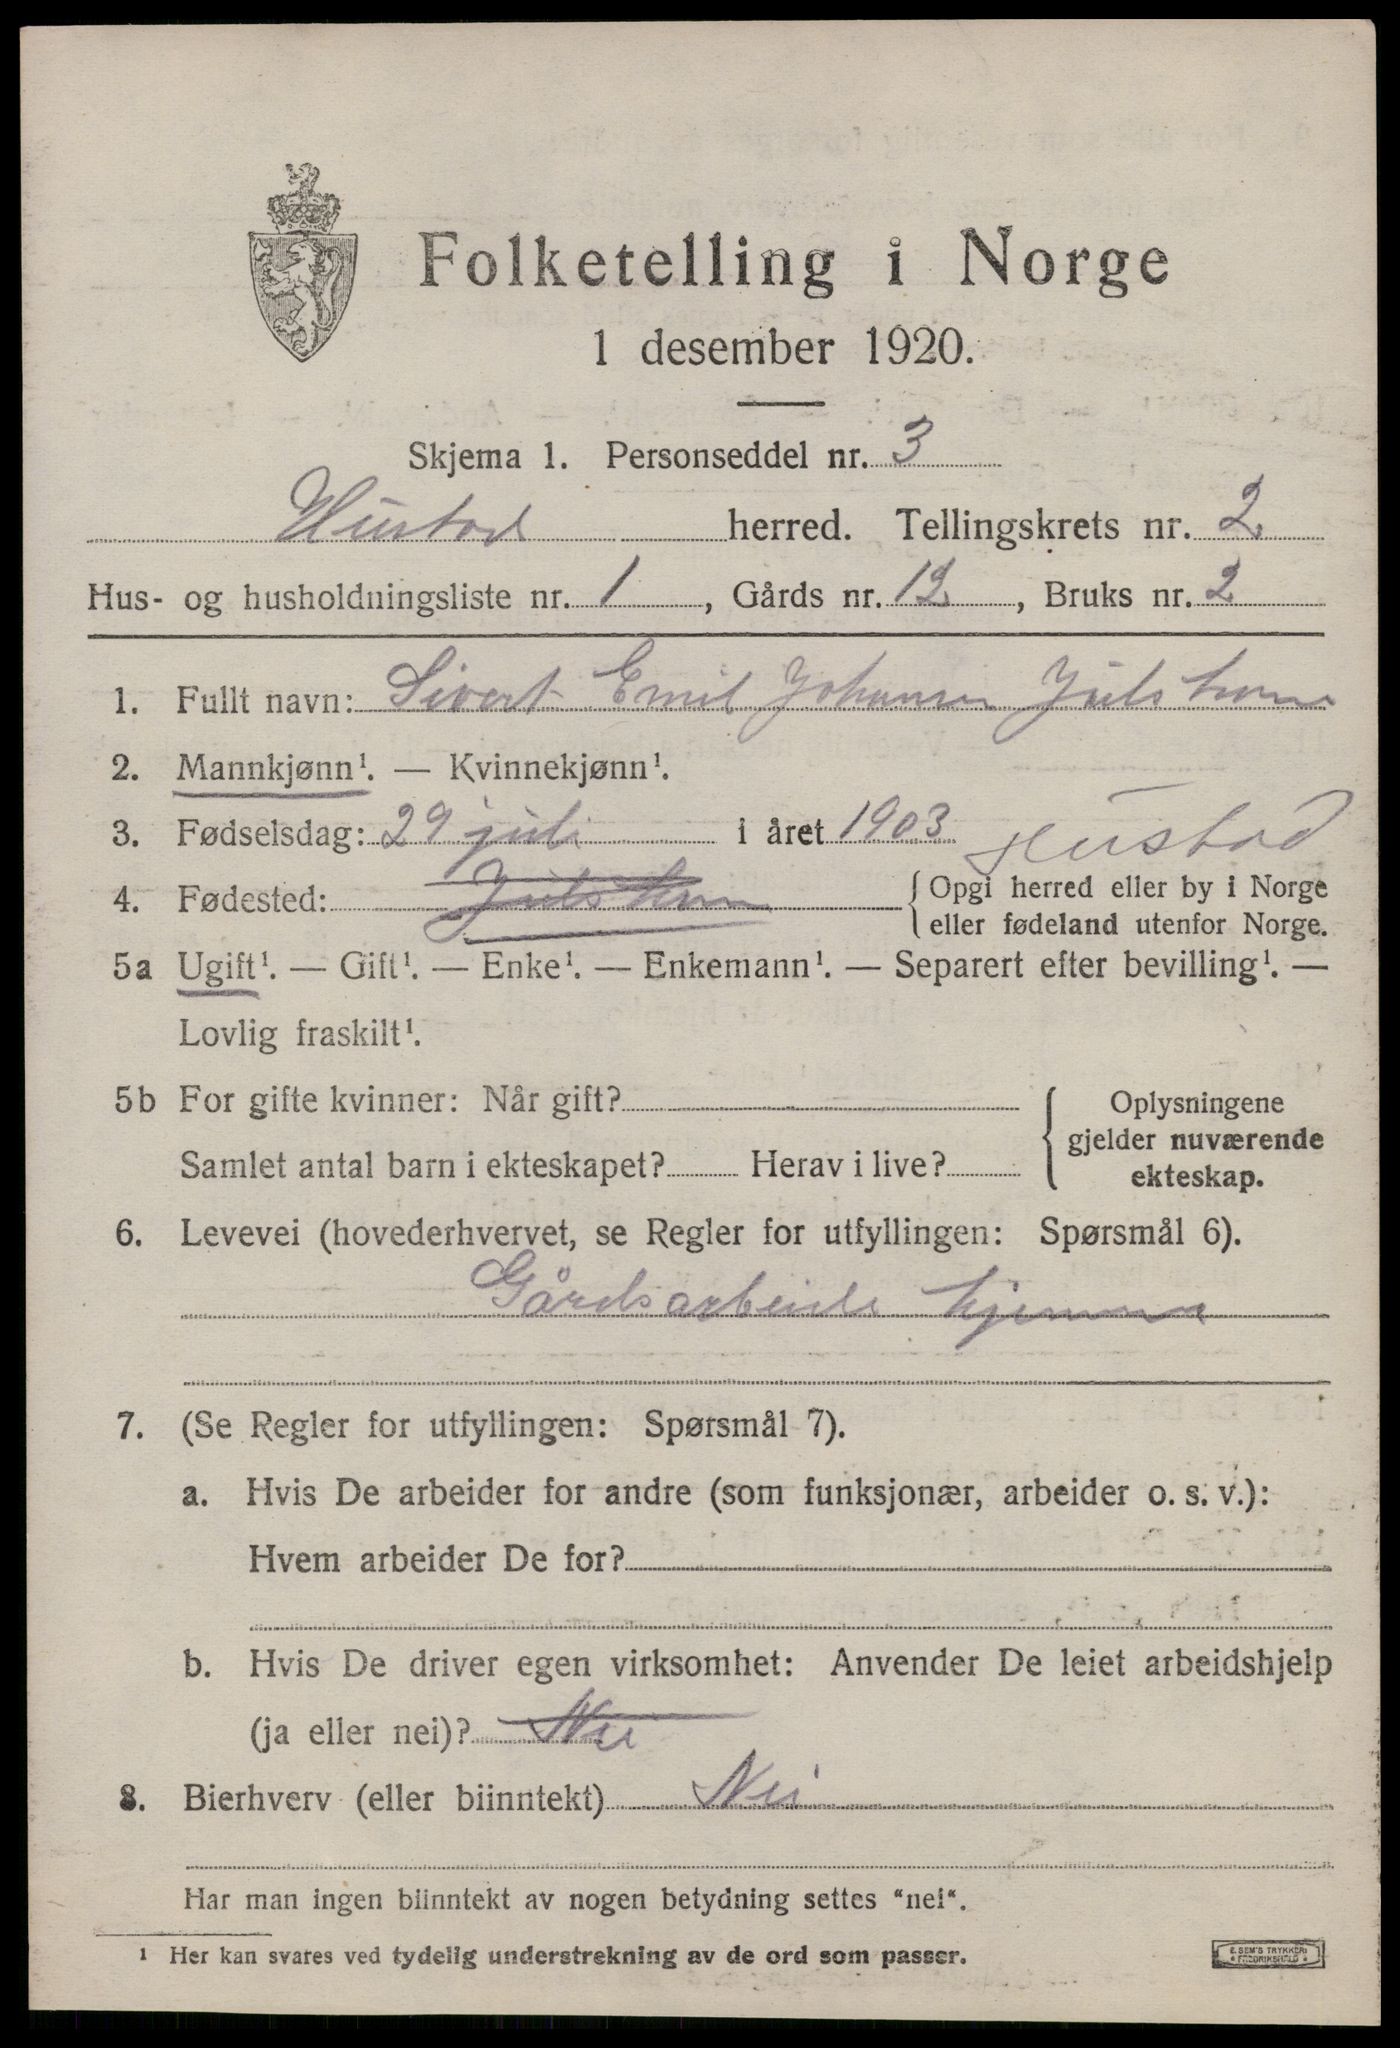 Folketelling i Norge
1 desember 1920.
Skjema 1. Personseddel nr. 3
Hustad herred. Tellingskrets nr. 2
Hus- og husholdningsliste nr. 1, Gårds nr. 12, Bruks nr. 2
1. Fullt navn: Sivert Emil Johansen Julshamn
2. Mannkjønn¹. — Kvinnekjønn¹.
3. Fødselsdag: 29 juli i året 1903 Hustad
4. Fødested: Julshamn { Opgi herred eller by i Norge
eller fødeland utenfor Norge.
5a Ugift¹. — Gift¹. — Enke¹. — Enkemann¹. — Separert efter bevilling¹. —
Lovlig fraskilt¹.
5b For gifte kvinner: Når gift?
Samlet antal barn i ekteskapet? Herav i live?
{ Oplysningene
gjelder nuværende
ekteskap.
6. Levevei (hovederhvervet, se Regler for utfyllingen: Spørsmål 6).
Gårdsarbeide hjemme
7. (Se Regler for utfyllingen: Spørsmål 7).
a. Hvis De arbeider for andre (som funksjonær, arbeider o. s. v.):
Hvem arbeider De for?
b. Hvis De driver egen virksomhet: Anvender De leiet arbeidshjelp
(ja eller nei)? Nei
8. Bierhverv (eller biinntekt) Nei
Har man ingen biinntekt av nogen betydning settes "nei".
¹ Her kan svares ved tydelig understrekning av de ord som passer.
E. SEM'S TRYKKERI
FREDRIKSHALD